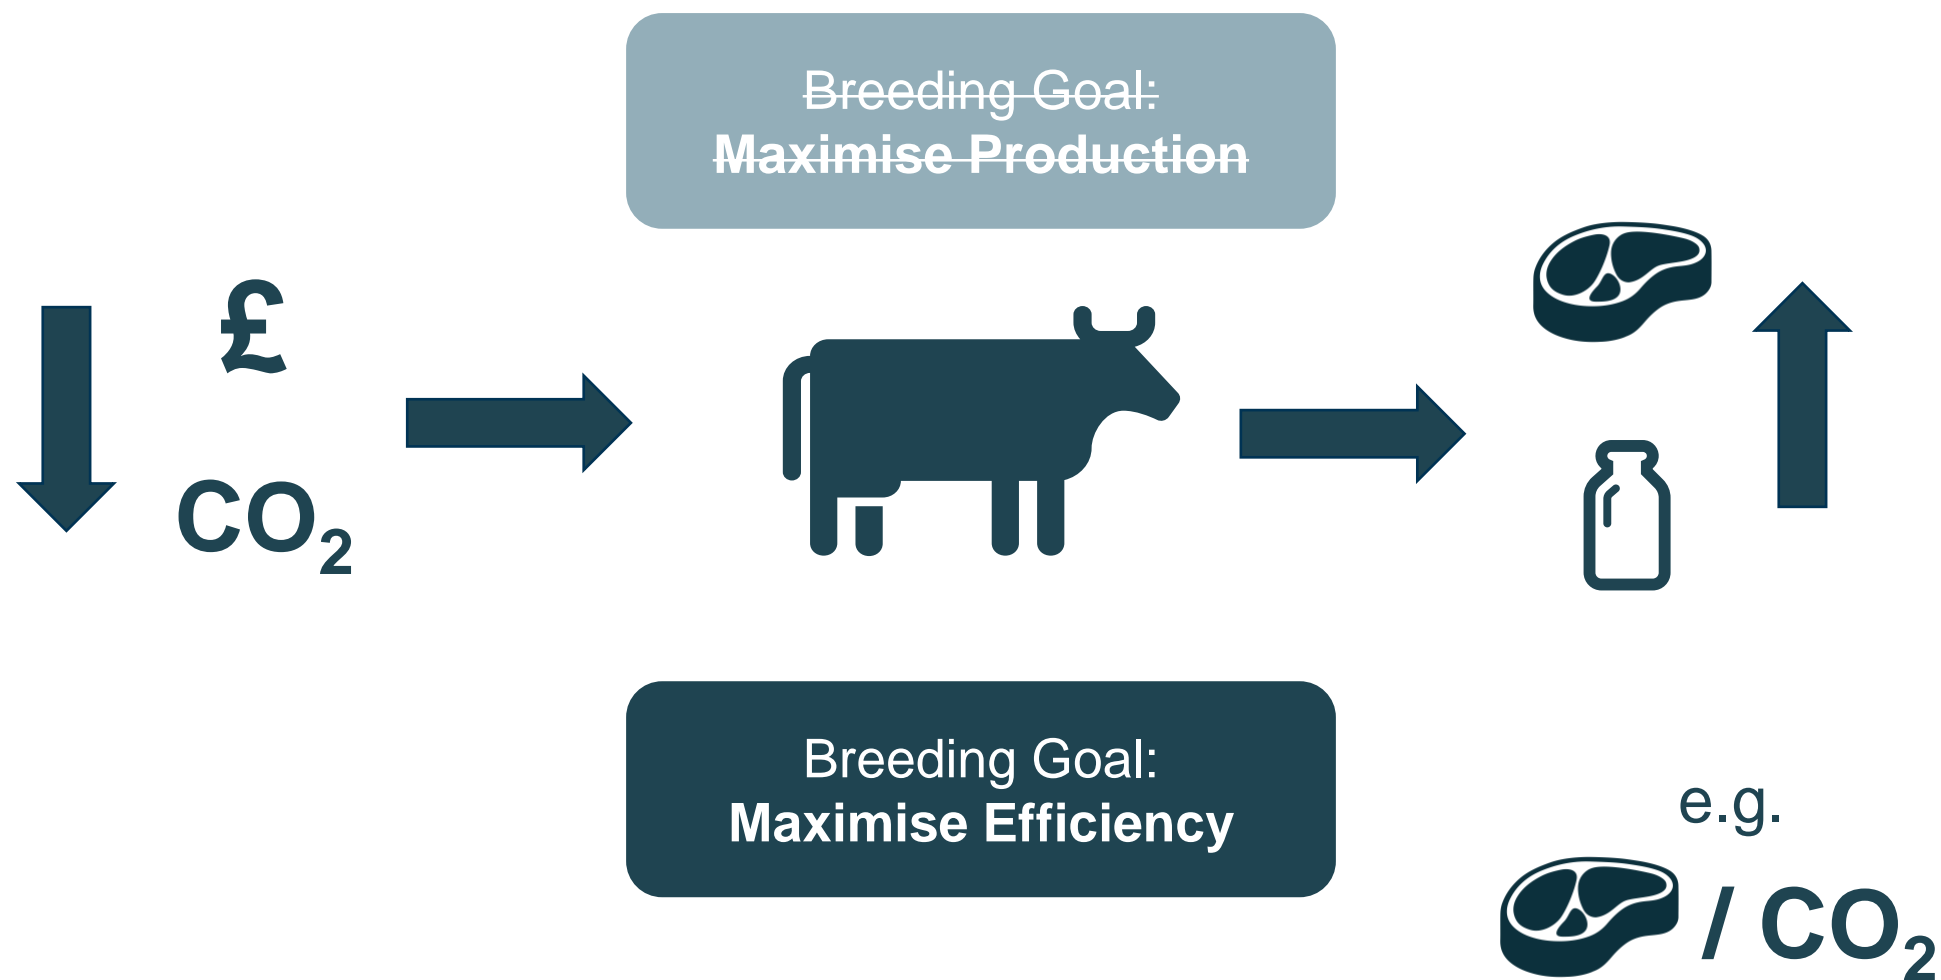 Breeding Goal:
Maximise Production
£
CO₂
Breeding Goal:
Maximise Efficiency
e.g.
/ CO₂